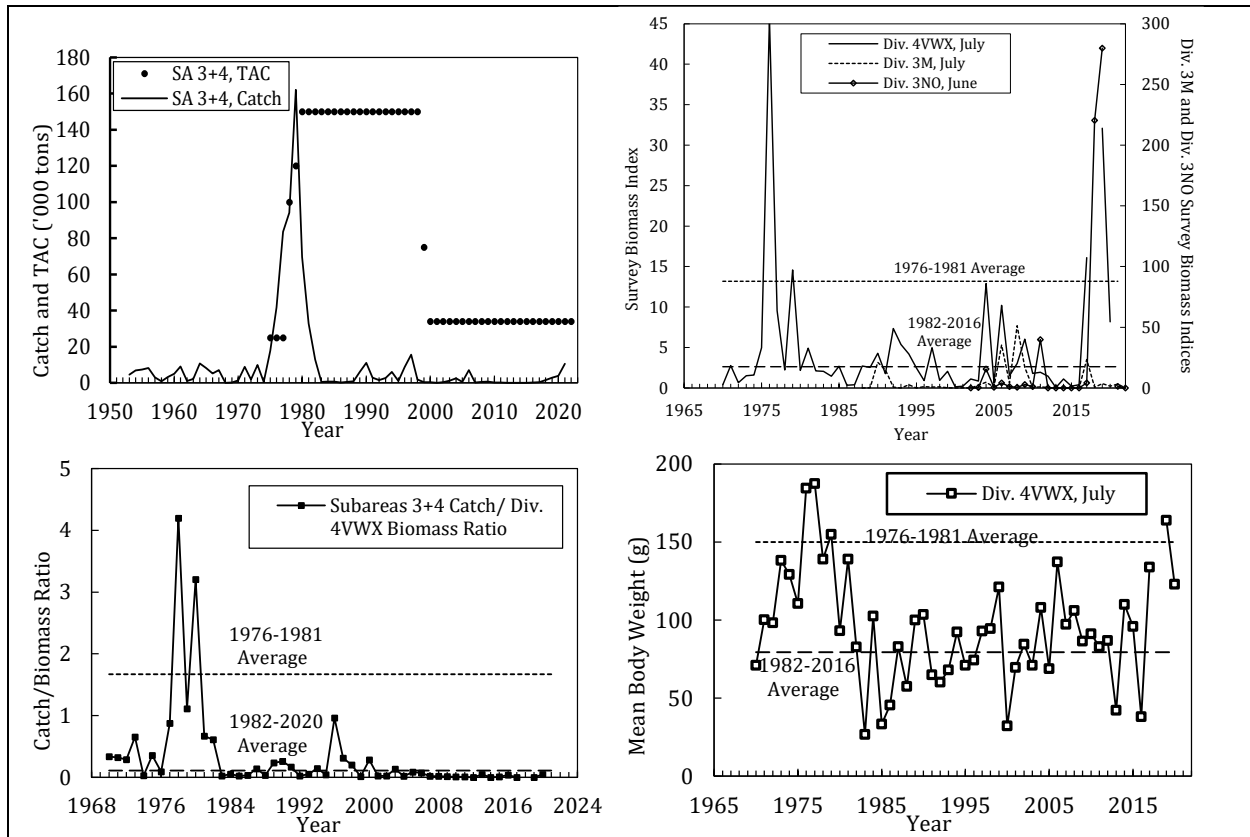 SA 3+4, TAC
SA 3+4, Catch
Catch and TAC ('000 tons)
180
160
140
120
100
80
60
40
20
0
1950 1960 1970 1980 1990 2000 2010 2020
Year
Div. 4VWX, July
Div. 3M, July
Div. 3NO, June
Survey Biomass Index
45
40
35
30
25
20
15
10
5
0
1976-1981 Average
1982-2016
Average
300
250
200
150
100
50
0
Div. 3M and Div. 3NO Survey Biomass Indices
1965 1975 1985 1995 2005 2015
Year
Subareas 3+4 Catch/ Div.
4VWX Biomass Ratio
Catch/Biomass Ratio
5
4
3
2
1
0
1976-1981
Average
1982-2020
Average
1968 1976 1984 1992 2000 2008 2016 2024
Year
Div. 4VWX, July
Mean Body Weight (g)
200
150
100
50
0
1976-1981 Average
1982-2016
Average
1965 1975 1985 1995 2005 2015
Year